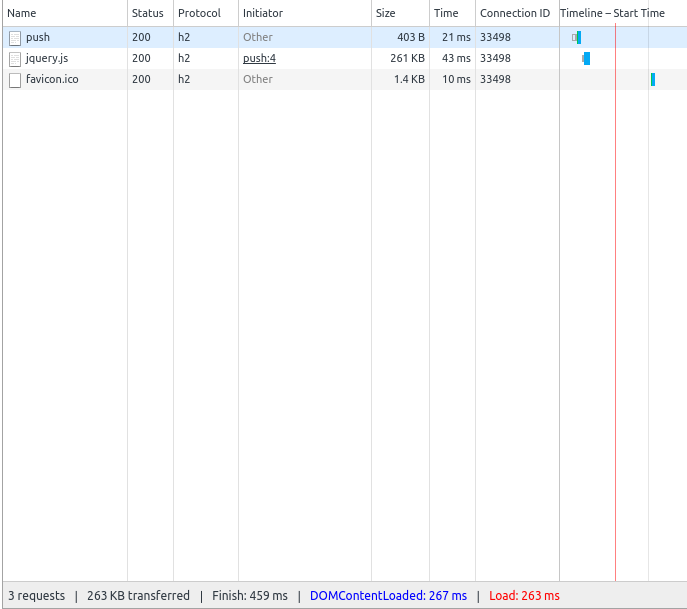 Name Status Protocol Initiator Size Time Connection ID Timeline – Start Time
push 200 h2 Other 403 B 21 ms 33498
jquery.js 200 h2 push:4 261 KB 43 ms 33498
favicon.ico 200 h2 Other 1.4 KB 10 ms 33498
3 requests | 263 KB transferred | Finish: 459 ms | DOMContentLoaded: 267 ms | Load: 263 ms